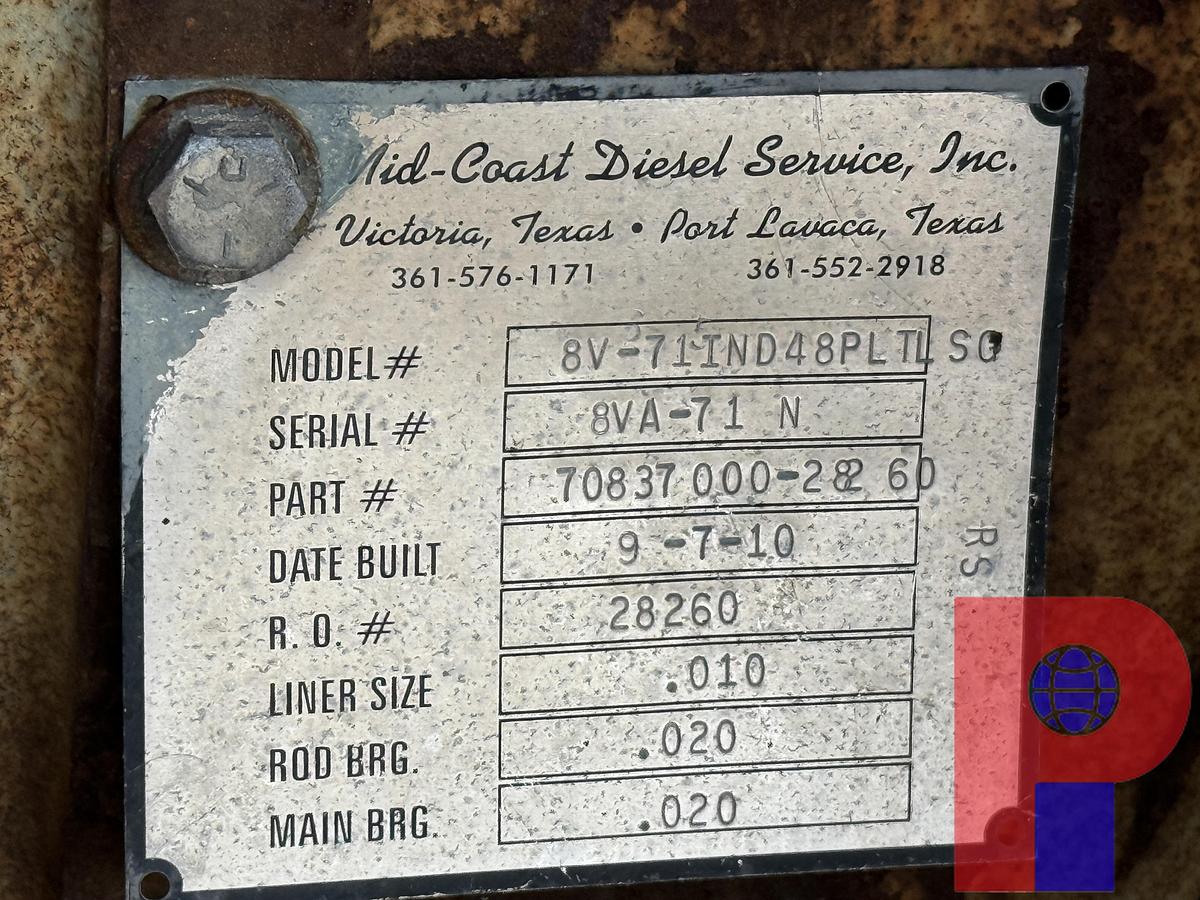 Mid-Coast Diesel Service, Inc.
Victoria, Texas • Port Lavaca, Texas
361-576-1171 361-552-2918
MODEL # 8V-71IND48PLTLSG
SERIAL # 8VA-71 N
PART # 70837000-28260
DATE BUILT 9-7-10
R. O. # 28260
LINER SIZE .010
ROD BRG. .020
MAIN BRG. .020
RS